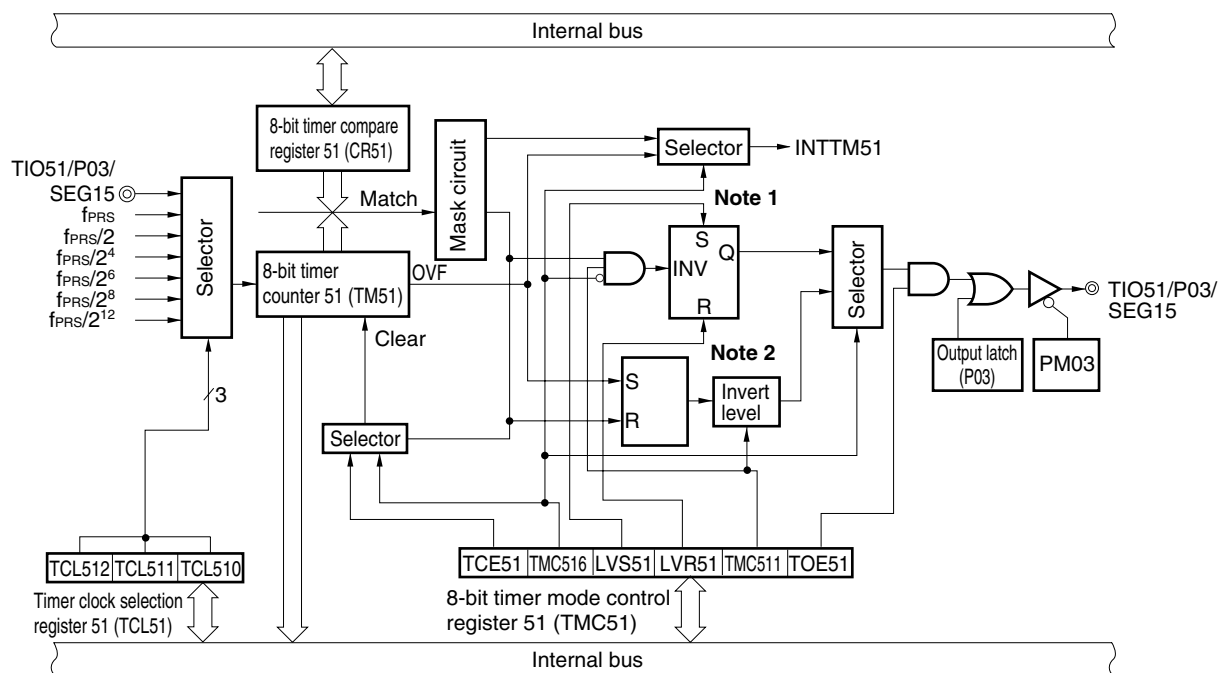 Internal bus
8-bit timer compare
register 51 (CR51)
Mask circuit
Selector
INTTM51
TIO51/P03/
SEG15
Match
Note 1
fPRS
fPRS/2
fPRS/2⁴
fPRS/2⁶
fPRS/2⁸
fPRS/2¹²
Selector
8-bit timer
counter 51 (TM51)
OVF
S
INV
Q
R
Selector
TIO51/P03/
SEG15
Clear
Note 2
Output latch
(P03)
PM03
3
S
R
Invert
level
Selector
TCE51
TMC516
LVS51
LVR51
TMC511
TOE51
TCL512
TCL511
TCL510
Timer clock selection
register 51 (TCL51)
8-bit timer mode control
register 51 (TMC51)
Internal bus